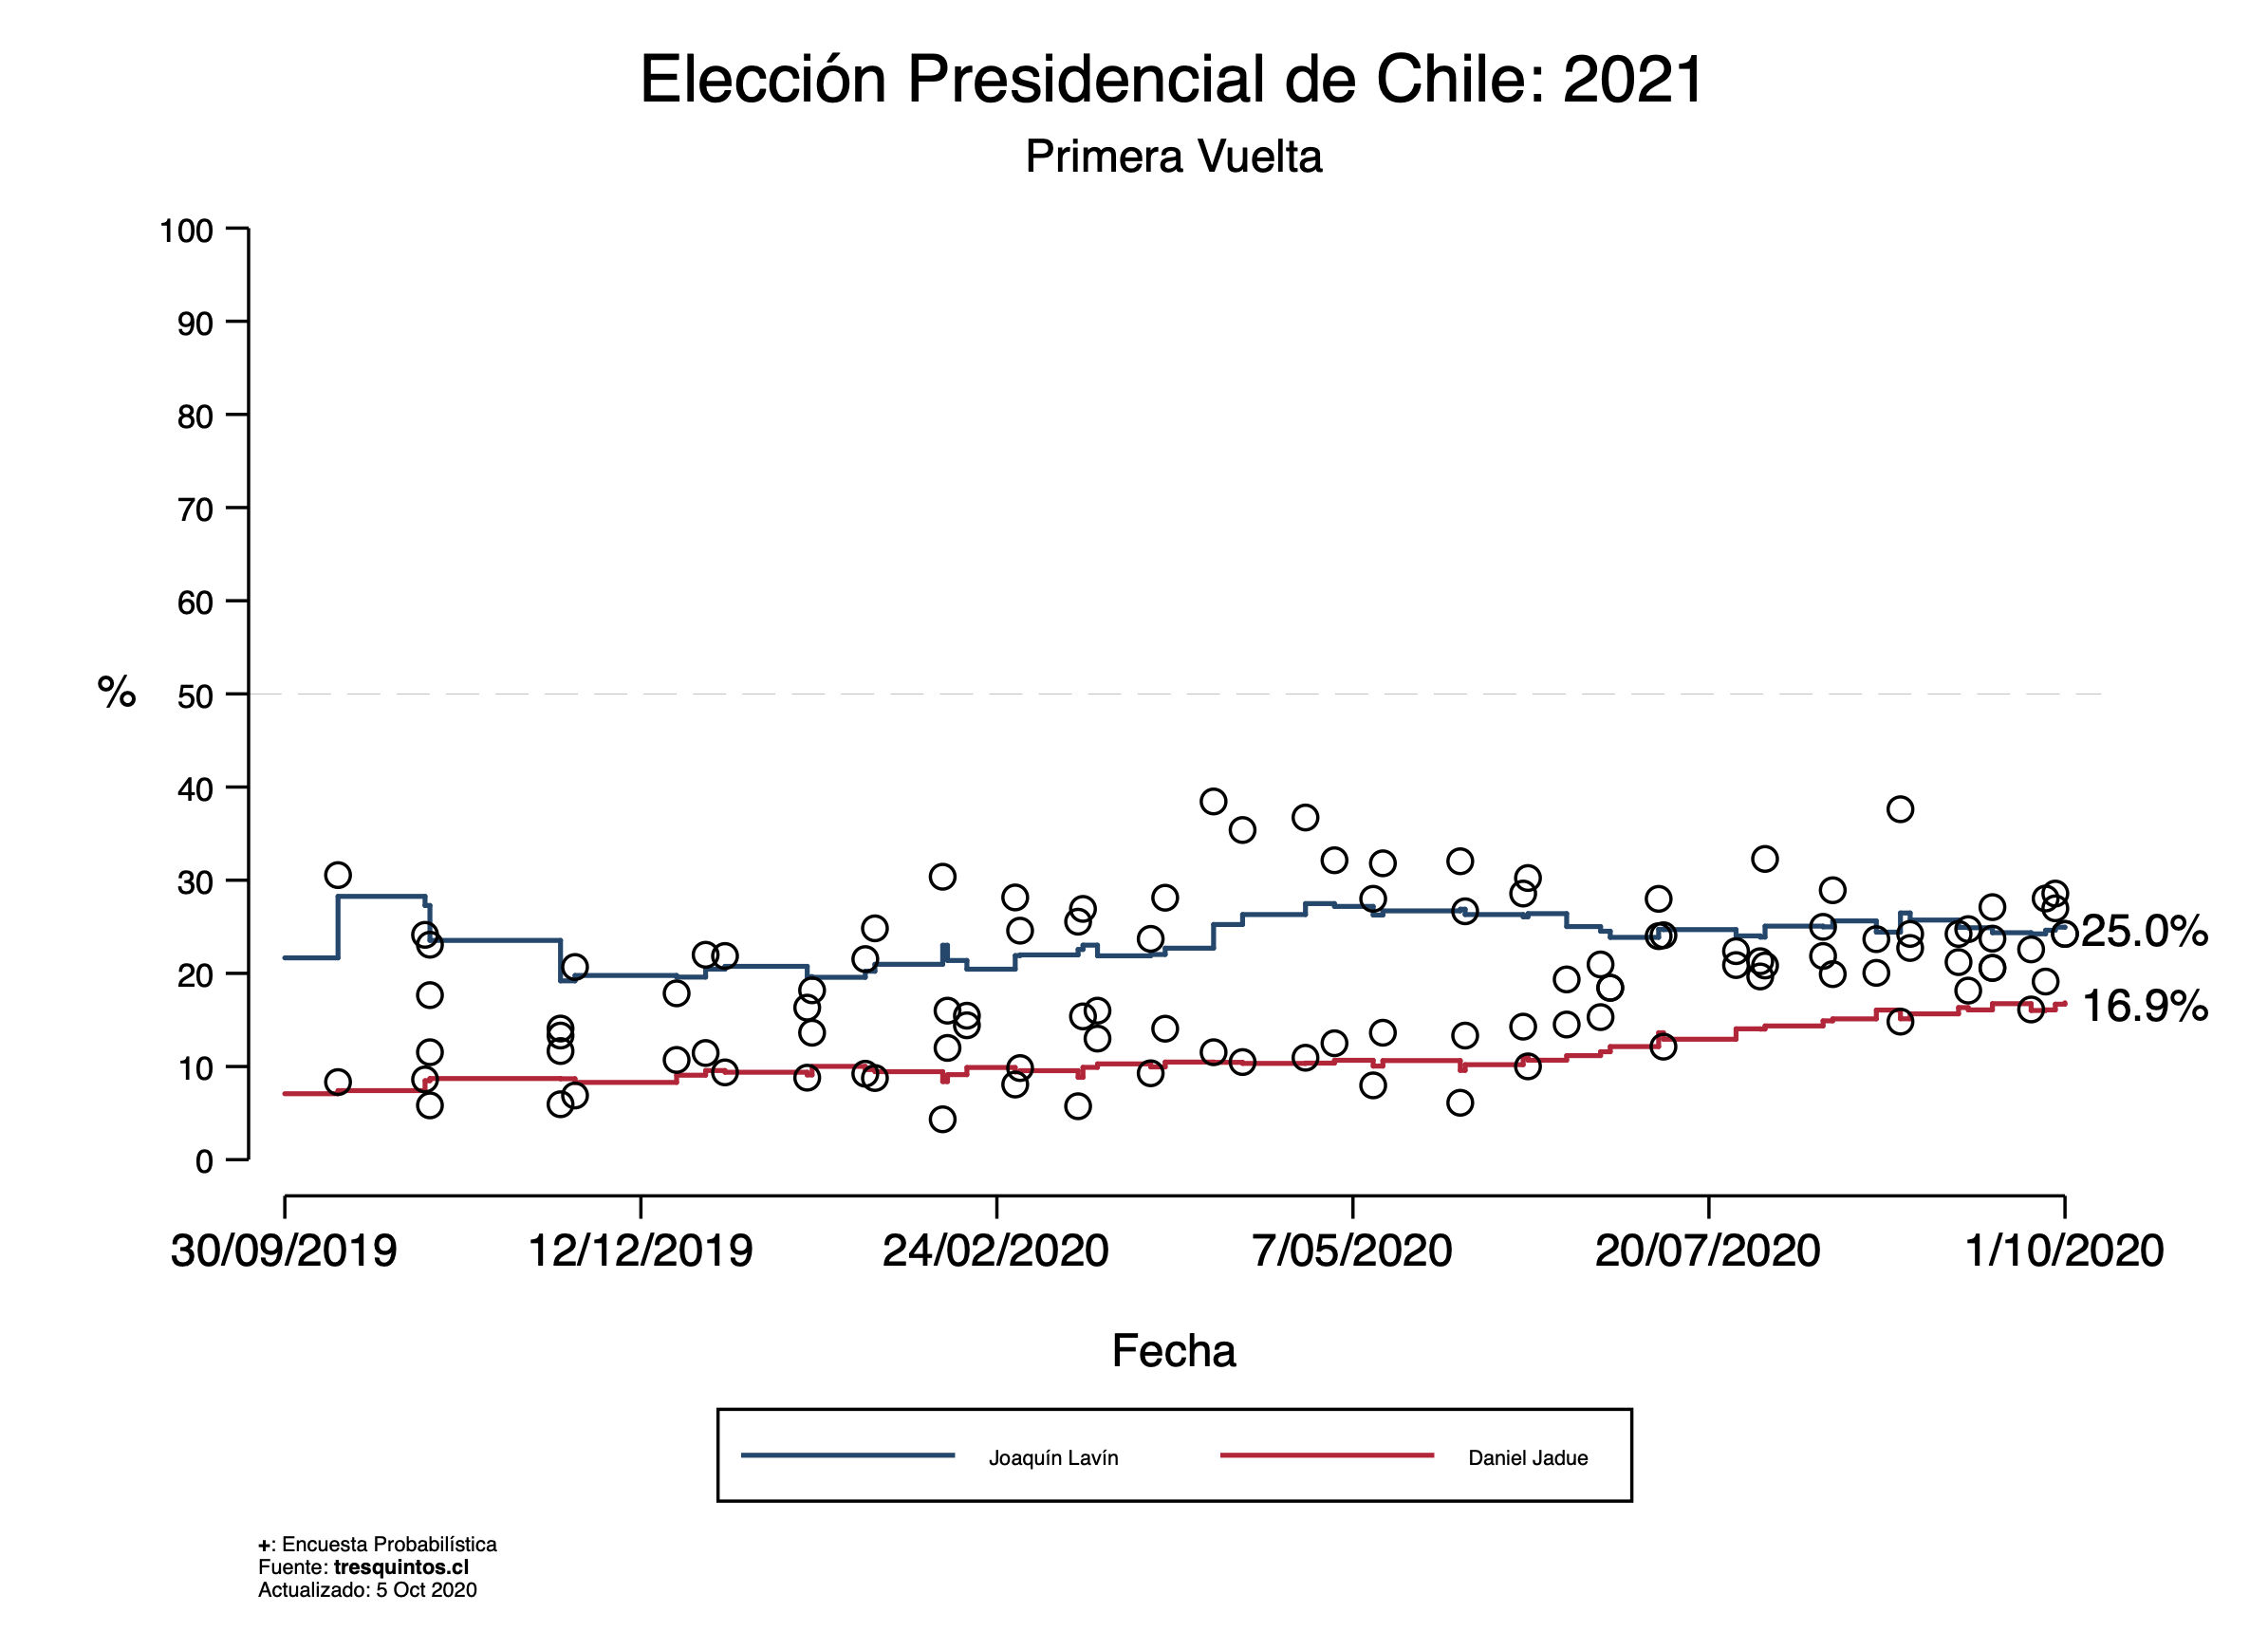 Elección Presidencial de Chile: 2021
Primera Vuelta
100
90
80
70
60
% 50
40
30
20
10
0
25.0%
16.9%
30/09/2019 12/12/2019 24/02/2020 7/05/2020 20/07/2020 1/10/2020
Fecha
Joaquín Lavín Daniel Jadue
+: Encuesta Probabilística
Fuente: tresquintos.cl
Actualizado: 5 Oct 2020